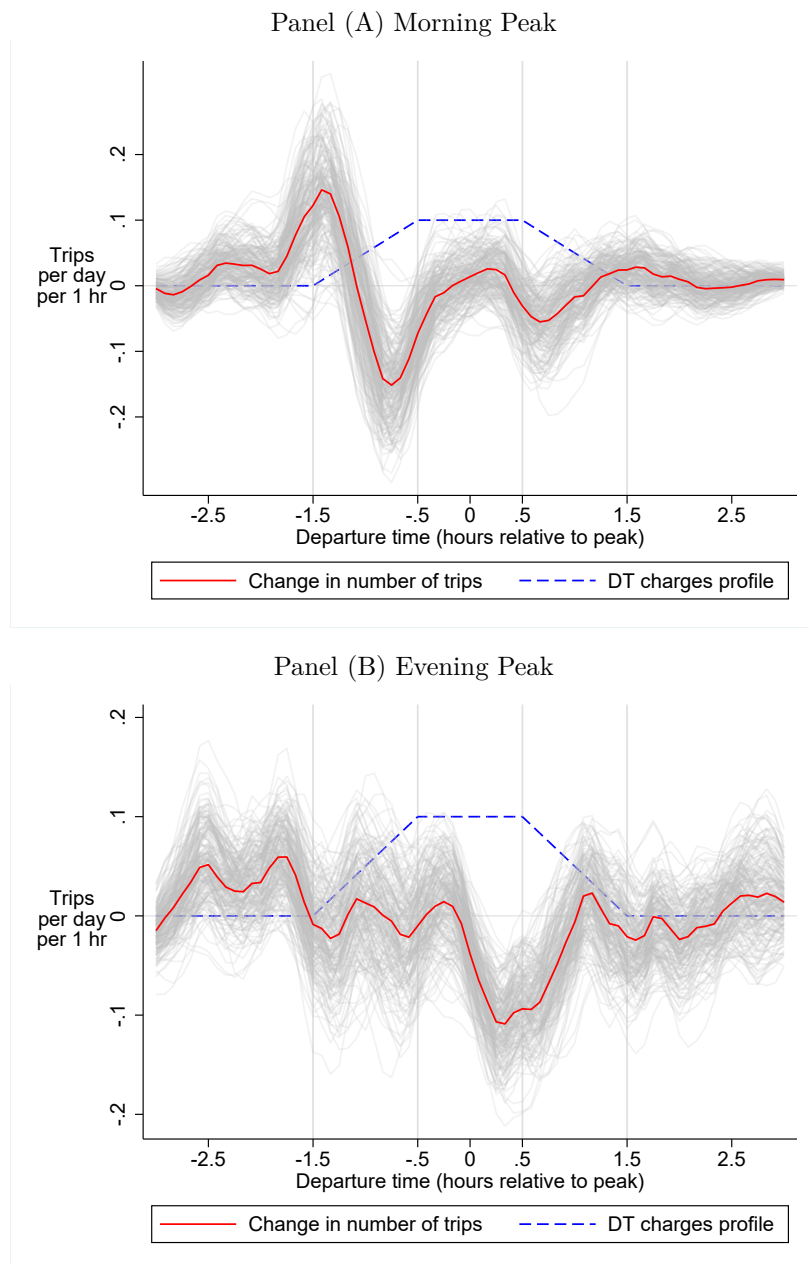 Panel (A) Morning Peak
.2
.1
0
-.1
-.2
Trips
per day
per 1 hr
-2.5 -1.5 -.5 0 .5 1.5 2.5
Departure time (hours relative to peak)
Change in number of trips DT charges profile
Panel (B) Evening Peak
.2
.1
0
-.1
-.2
Trips
per day
per 1 hr
-2.5 -1.5 -.5 0 .5 1.5 2.5
Departure time (hours relative to peak)
Change in number of trips DT charges profile